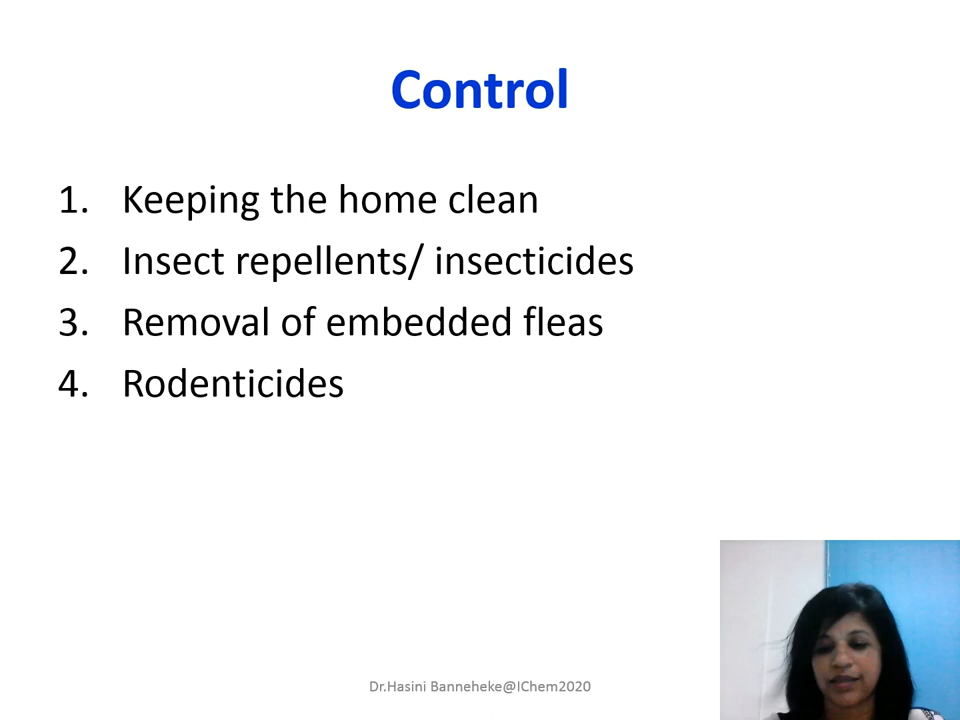 Control
1. Keeping the home clean
2. Insect repellents/ insecticides
3. Removal of embedded fleas
4. Rodenticides
Dr.Hasini Banneheke@IChem2020